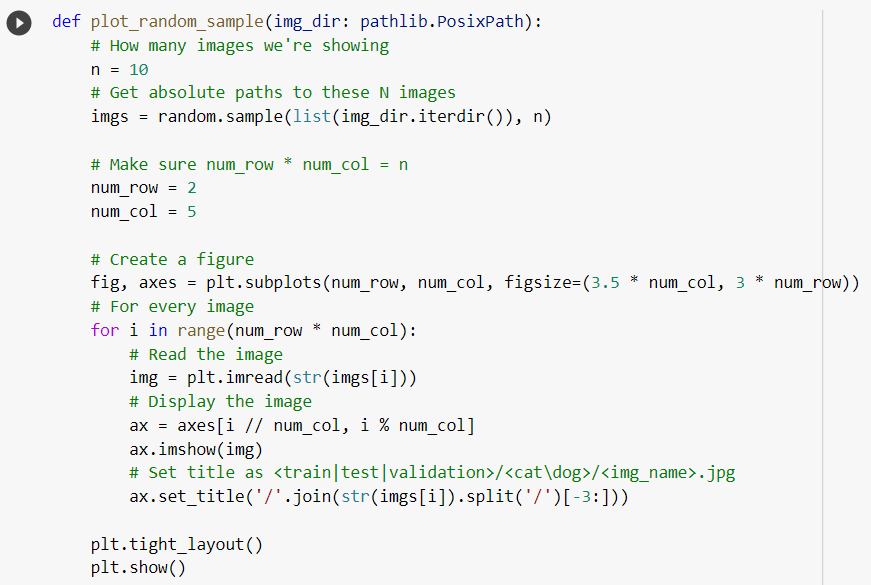 def plot_random_sample(img_dir: pathlib.PosixPath):
    # How many images we're showing
    n = 10
    # Get absolute paths to these N images
    imgs = random.sample(list(img_dir.iterdir()), n)

    # Make sure num_row * num_col = n
    num_row = 2
    num_col = 5

    # Create a figure
    fig, axes = plt.subplots(num_row, num_col, figsize=(3.5 * num_col, 3 * num_row))
    # For every image
    for i in range(num_row * num_col):
        # Read the image
        img = plt.imread(str(imgs[i]))
        # Display the image
        ax = axes[i // num_col, i % num_col]
        ax.imshow(img)
        # Set title as <train|test|validation>/<cat\dog>/<img_name>.jpg
        ax.set_title('/'.join(str(imgs[i]).split('/')[-3:]))

    plt.tight_layout()
    plt.show()